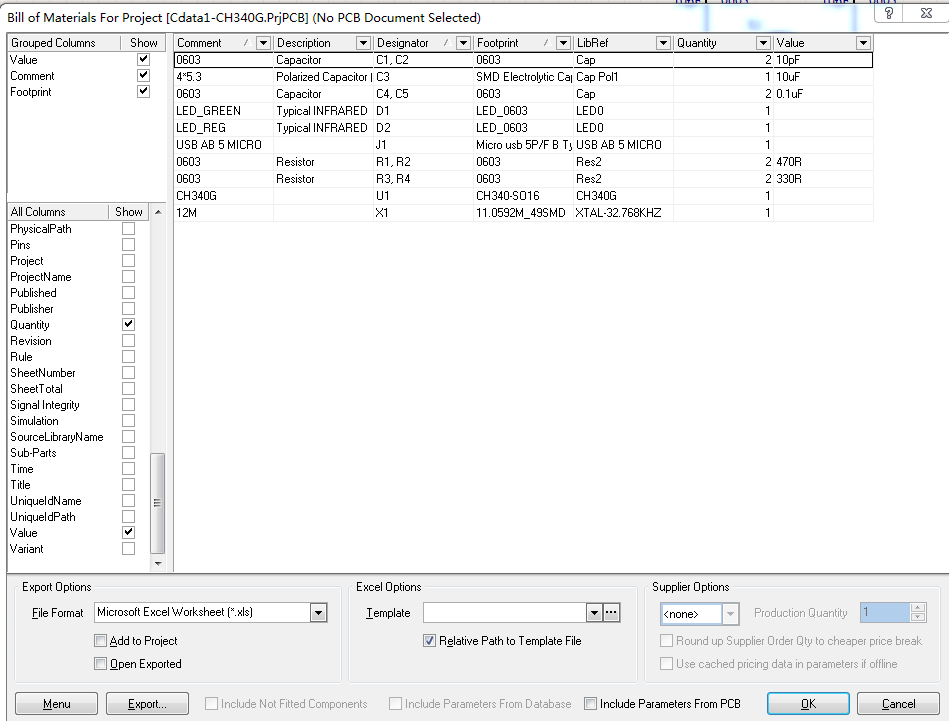 Bill of Materials For Project [Cdata1-CH340G.PrjPCB] (No PCB Document Selected)
Grouped Columns Show
Value
Comment
Footprint
All Columns Show
PhysicalPath
Pins
Project
ProjectName
Published
Publisher
Quantity
Revision
Rule
SheetNumber
SheetTotal
Signal Integrity
Simulation
SourceLibraryName
Sub-Parts
Time
Title
UniqueIdName
UniqueIdPath
Value
Variant
Comment Description Designator Footprint LibRef Quantity Value
0603 Capacitor C1, C2 0603 Cap 2 10pF
4*5.3 Polarized Capacitor ( C3 SMD Electrolytic Cap Cap Pol1 1 10uF
0603 Capacitor C4, C5 0603 Cap 2 0.1uF
LED_GREEN Typical INFRARED D1 LED_0603 LED0 1
LED_REG Typical INFRARED D2 LED_0603 LED0 1
USB AB 5 MICRO J1 Micro usb 5P/F B Ty USB AB 5 MICRO 1
0603 Resistor R1, R2 0603 Res2 2 470R
0603 Resistor R3, R4 0603 Res2 2 330R
CH340G U1 CH340-SO16 CH340G 1
12M X1 11.0592M_49SMD XTAL-32.768KHZ 1
Export Options
File Format Microsoft Excel Worksheet (*.xls)
Add to Project
Open Exported
Excel Options
Template
Relative Path to Template File
Supplier Options
<none> Production Quantity 1
Round up Supplier Order Qty to cheaper price break
Use cached pricing data in parameters if offline
Menu Export... Include Not Fitted Components Include Parameters From Database Include Parameters From PCB OK Cancel